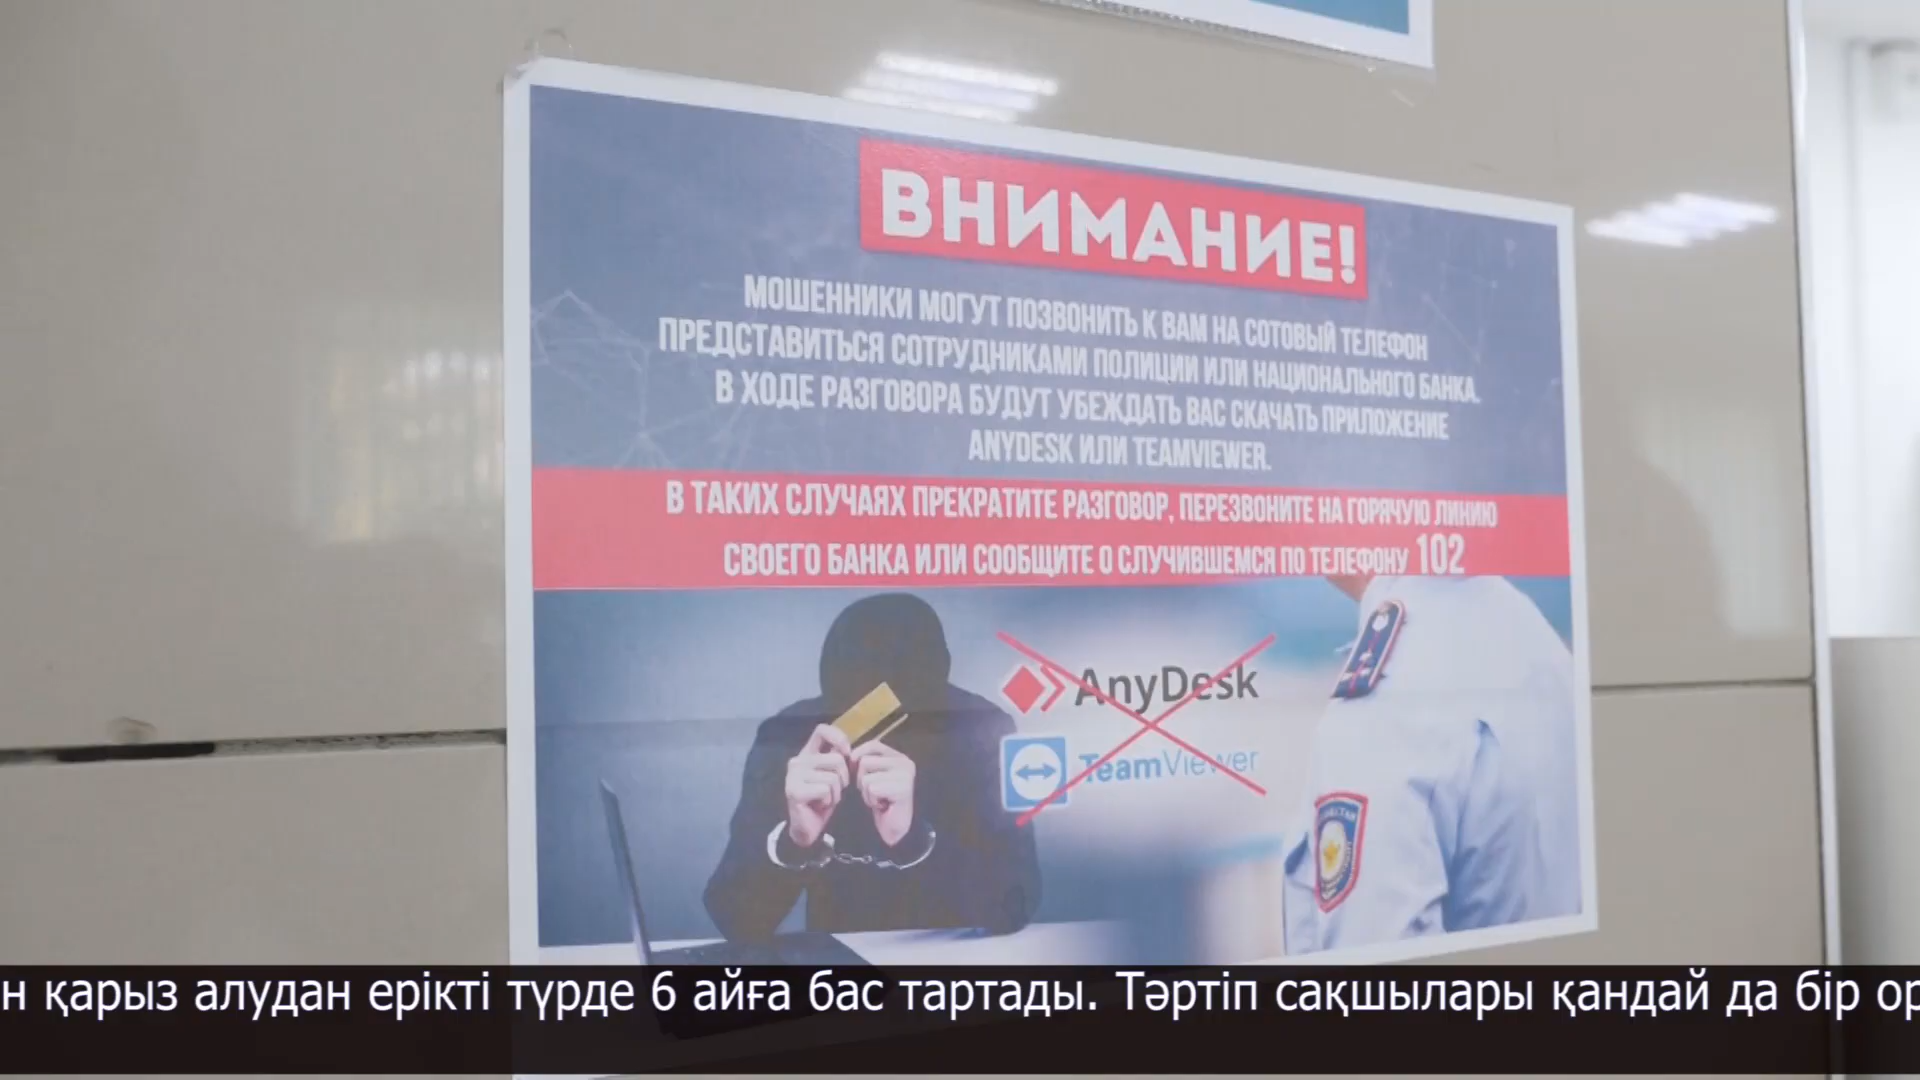 ВНИМАНИЕ!
МОШЕННИКИ МОГУТ ПОЗВОНИТЬ К ВАМ НА СОТОВЫЙ ТЕЛЕФОН
ПРЕДСТАВИТЬСЯ СОТРУДНИКАМИ ПОЛИЦИИ ИЛИ НАЦИОНАЛЬНОГО БАНКА.
В ХОДЕ РАЗГОВОРА БУДУТ УБЕЖДАТЬ ВАС СКАЧАТЬ ПРИЛОЖЕНИЕ
ANYDESK ИЛИ TEAMVIEWER.
В ТАКИХ СЛУЧАЯХ ПРЕКРАТИТЕ РАЗГОВОР, ПЕРЕЗВОНИТЕ НА ГОРЯЧУЮ ЛИНИЮ
СВОЕГО БАНКА ИЛИ СООБЩИТЕ О СЛУЧИВШЕМСЯ ПО ТЕЛЕФОНУ 102
AnyDesk
TeamViewer
н қарыз алудан ерікті түрде 6 айға бас тартады. Тәртіп сақшылары қандай да бір ор